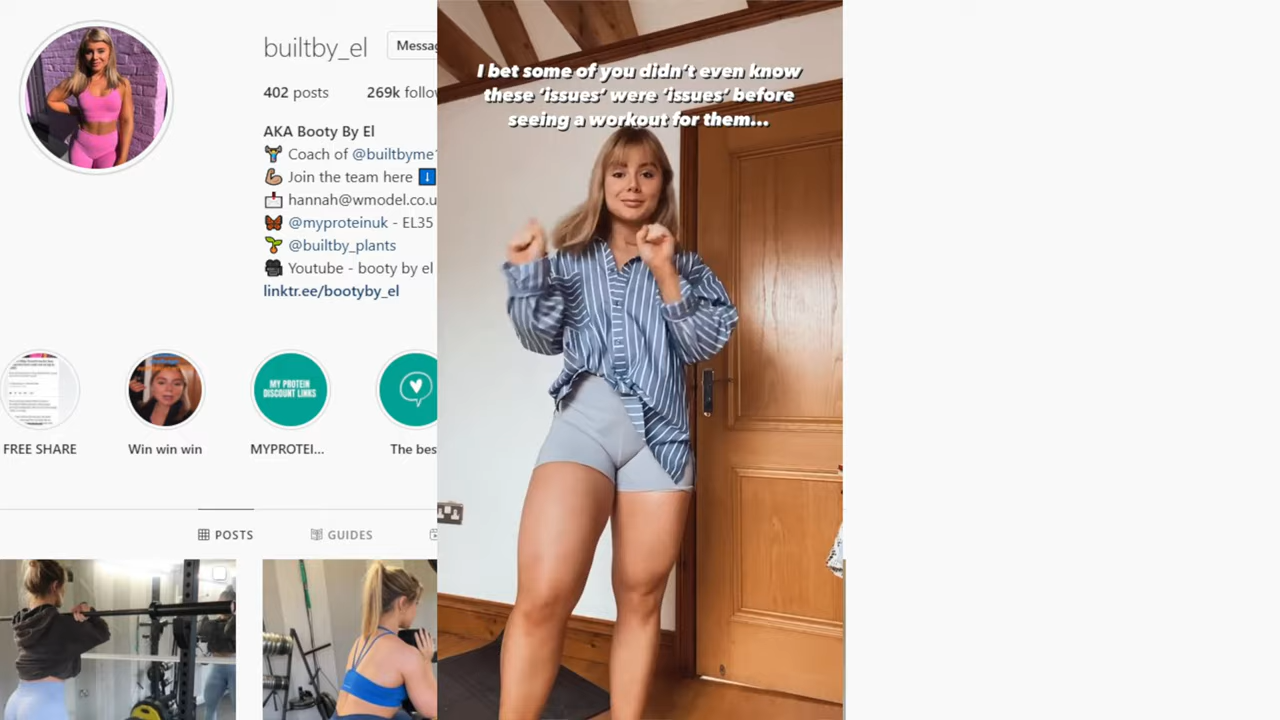 builtby_el
Messag
402 posts 269k follow
AKA Booty By El
Coach of @builtbyme
Join the team here
hannah@wmodel.co.u
@myproteinuk - EL35
@builtby_plants
Youtube - booty by el
linktr.ee/bootyby_el
MY PROTEIN
DISCOUNT LINKS
FREE SHARE
Win win win
MYPROTEI...
The bes
POSTS
GUIDES
I bet some of you didn't even know
these 'issues' were 'issues' before
seeing a workout for them...